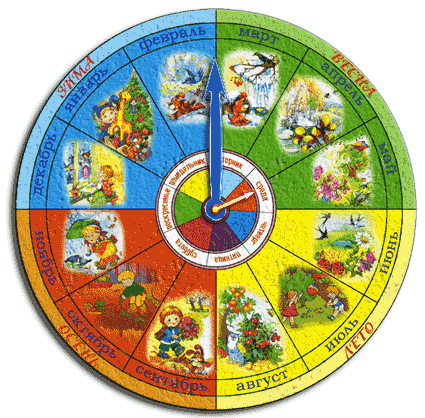 ЗИМА
ВЕСНА
ЛЕТО
ОСЕНЬ
январь
февраль
март
апрель
май
июнь
июль
август
сентябрь
октябрь
ноябрь
декабрь
понедельник
вторник
среда
четверг
пятница
суббота
воскресенье